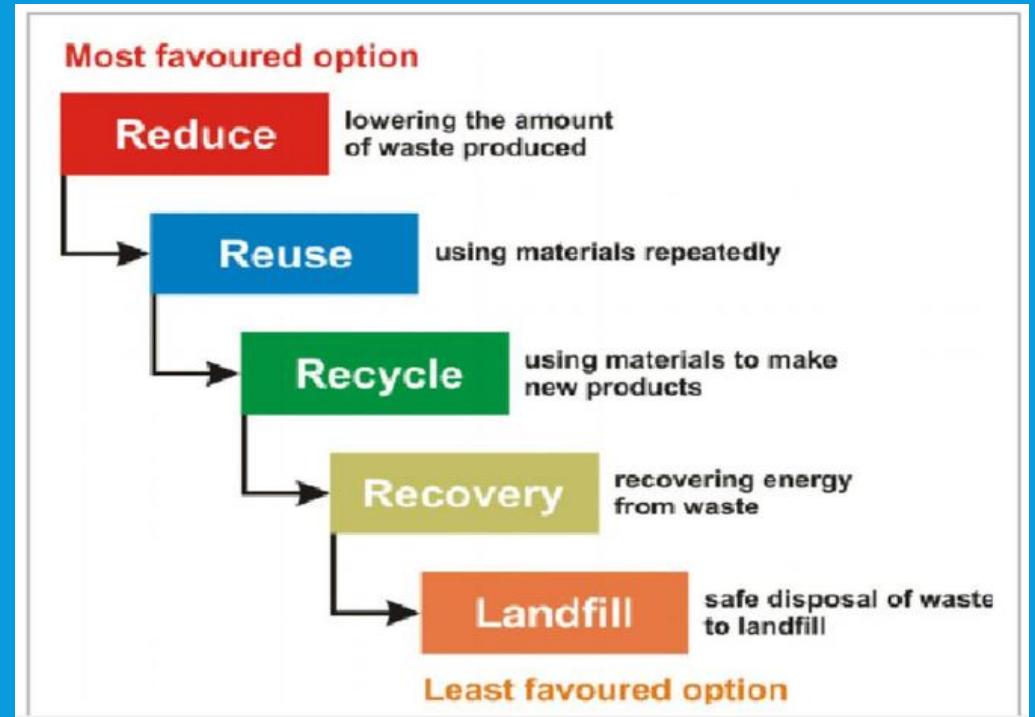 Most favoured option
Reduce
lowering the amount
of waste produced
Reuse
using materials repeatedly
Recycle
using materials to make
new products
Recovery
recovering energy
from waste
Landfill
safe disposal of waste
to landfill
Least favoured option